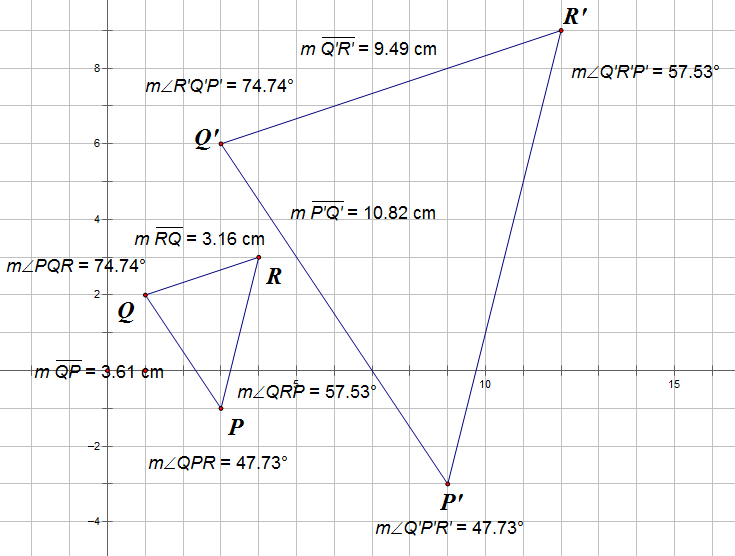 R'
m Q'R' = 9.49 cm
8
m∠Q'R'P' = 57.53°
m∠R'Q'P' = 74.74°
Q'
6
4
m P'Q' = 10.82 cm
m RQ = 3.16 cm
m∠PQR = 74.74°
R
2
Q
m QP = 3.61 cm
5
10
15
m∠QRP = 57.53°
P
-2
m∠QPR = 47.73°
P'
-4
m∠Q'P'R' = 47.73°